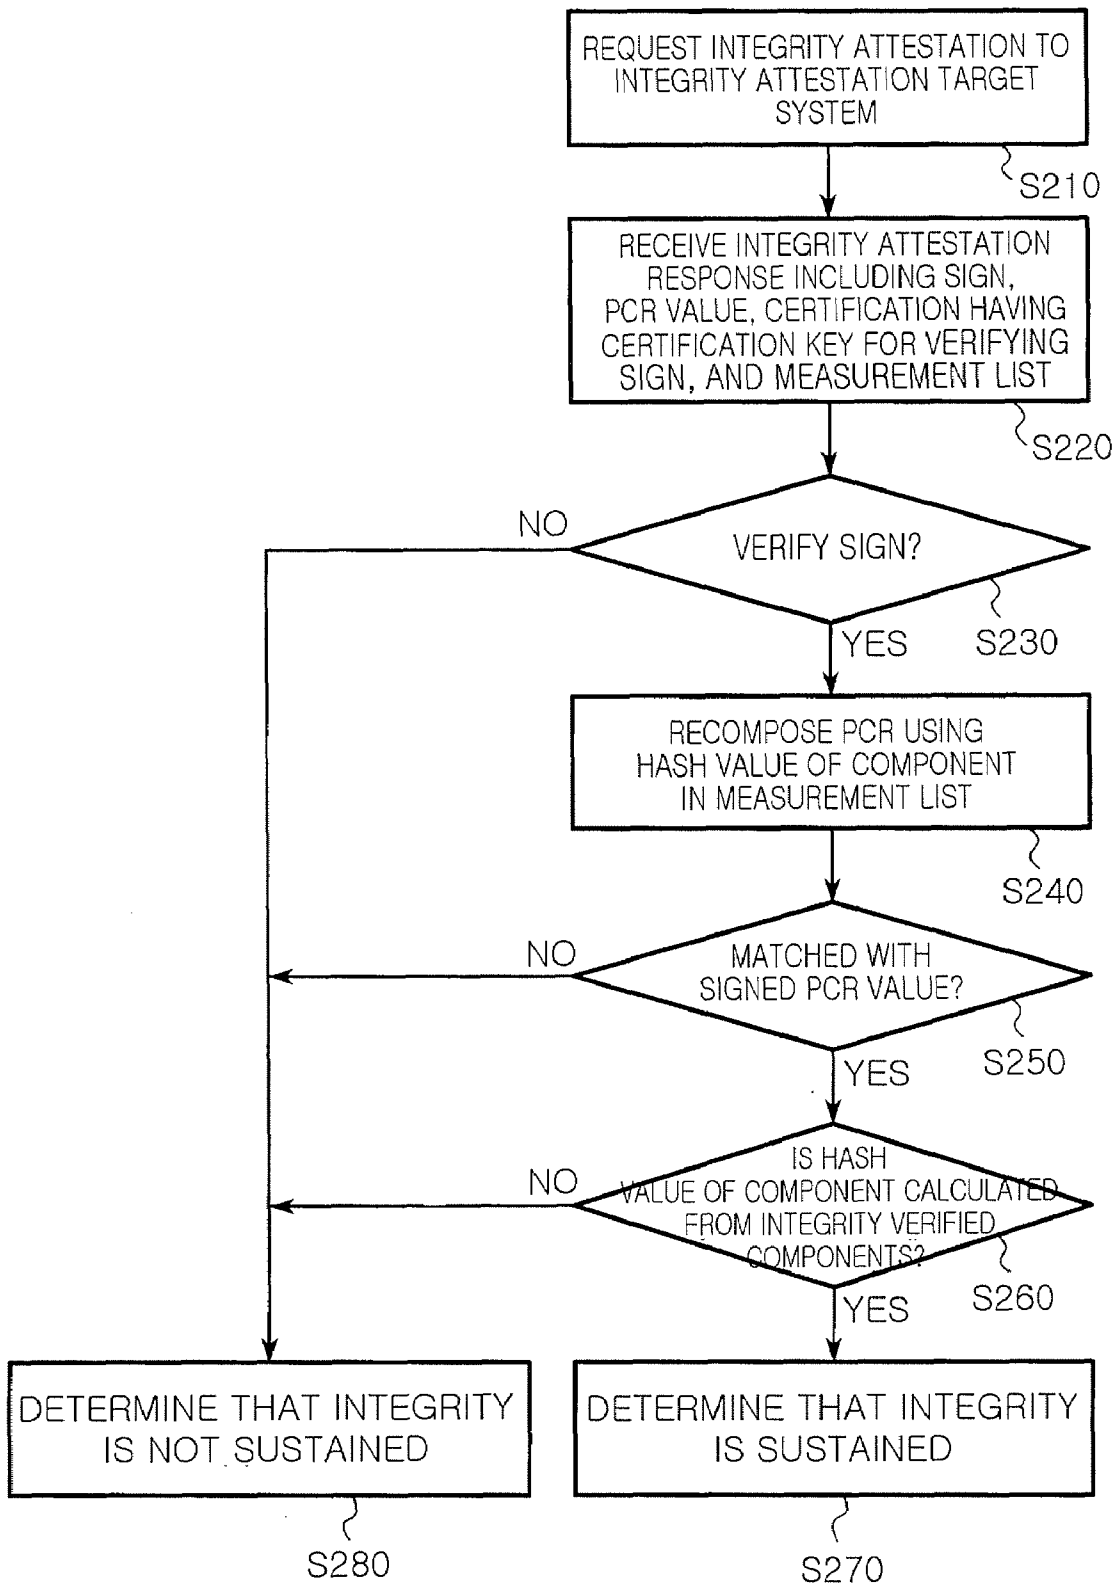 REQUEST INTEGRITY ATTESTATION TO
INTEGRITY ATTESTATION TARGET
SYSTEM
S210
RECEIVE INTEGRITY ATTESTATION
RESPONSE INCLUDING SIGN,
PCR VALUE, CERTIFICATION HAVING
CERTIFICATION KEY FOR VERIFYING
SIGN, AND MEASUREMENT LIST
S220
NO
VERIFY SIGN?
S230
YES
RECOMPOSE PCR USING
HASH VALUE OF COMPONENT
IN MEASUREMENT LIST
S240
NO
MATCHED WITH
SIGNED PCR VALUE?
S250
YES
NO
IS HASH
VALUE OF COMPONENT CALCULATED
FROM INTEGRITY VERIFIED
COMPONENTS?
S260
YES
DETERMINE THAT INTEGRITY
IS NOT SUSTAINED
S280
DETERMINE THAT INTEGRITY
IS SUSTAINED
S270